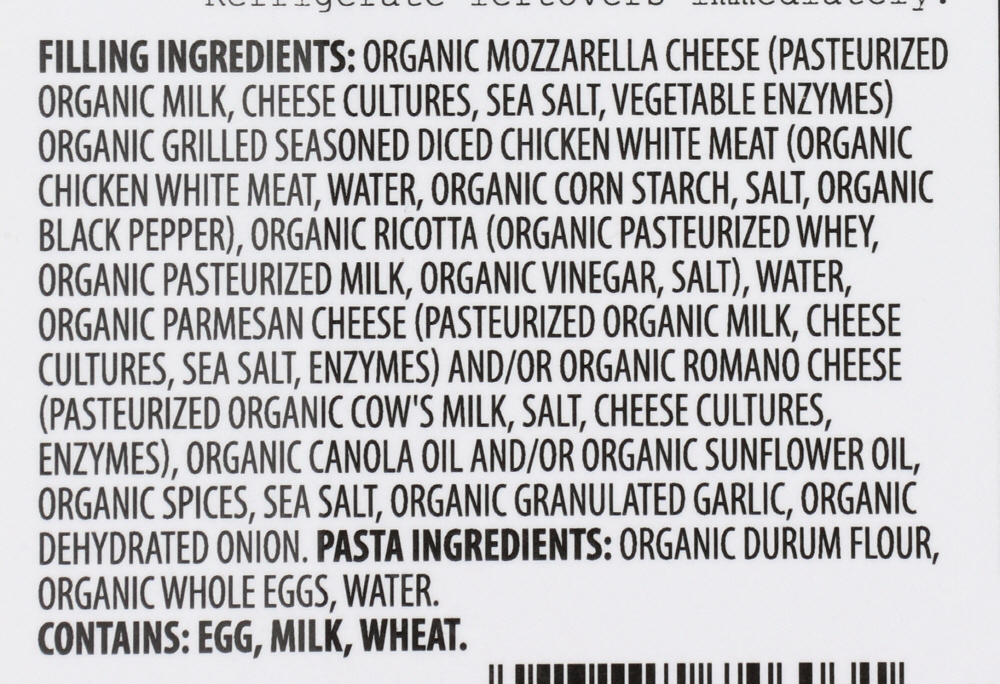 Refrigerate leftovers immediately.
FILLING INGREDIENTS: ORGANIC MOZZARELLA CHEESE (PASTEURIZED
ORGANIC MILK, CHEESE CULTURES, SEA SALT, VEGETABLE ENZYMES)
ORGANIC GRILLED SEASONED DICED CHICKEN WHITE MEAT (ORGANIC
CHICKEN WHITE MEAT, WATER, ORGANIC CORN STARCH, SALT, ORGANIC
BLACK PEPPER), ORGANIC RICOTTA (ORGANIC PASTEURIZED WHEY,
ORGANIC PASTEURIZED MILK, ORGANIC VINEGAR, SALT), WATER,
ORGANIC PARMESAN CHEESE (PASTEURIZED ORGANIC MILK, CHEESE
CULTURES, SEA SALT, ENZYMES) AND/OR ORGANIC ROMANO CHEESE
(PASTEURIZED ORGANIC COW'S MILK, SALT, CHEESE CULTURES,
ENZYMES), ORGANIC CANOLA OIL AND/OR ORGANIC SUNFLOWER OIL,
ORGANIC SPICES, SEA SALT, ORGANIC GRANULATED GARLIC, ORGANIC
DEHYDRATED ONION. PASTA INGREDIENTS: ORGANIC DURUM FLOUR,
ORGANIC WHOLE EGGS, WATER.
CONTAINS: EGG, MILK, WHEAT.